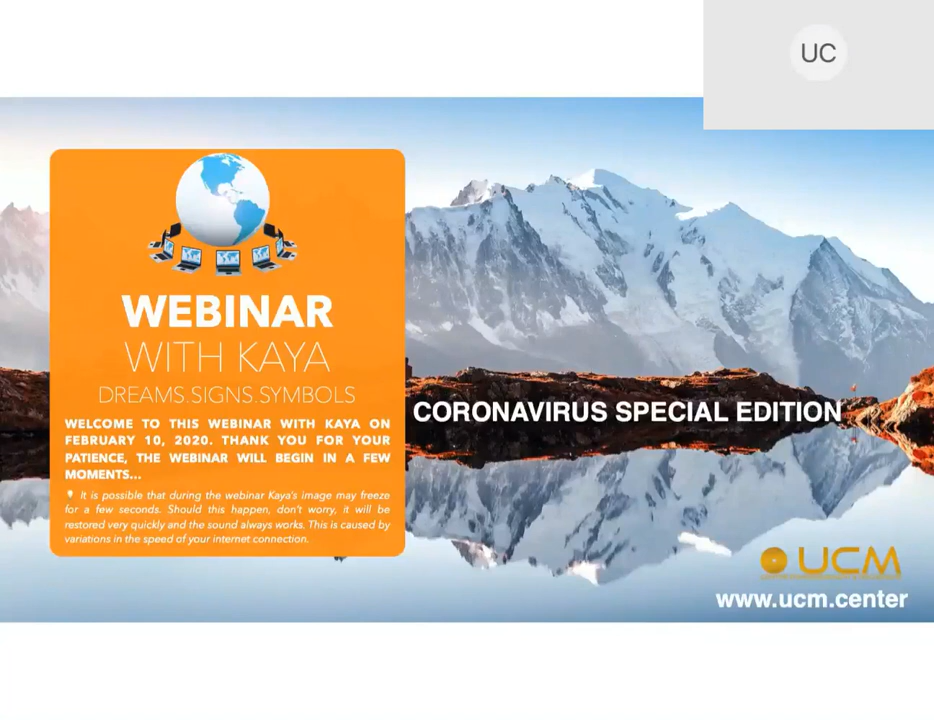 UC
WEBINAR
WITH KAYA
DREAMS.SIGNS.SYMBOLS
WELCOME TO THIS WEBINAR WITH KAYA ON
FEBRUARY 10, 2020. THANK YOU FOR YOUR
PATIENCE, THE WEBINAR WILL BEGIN IN A FEW
MOMENTS...
It is possible that during the webinar Kaya's image may freeze
for a few seconds. Should this happen, don't worry, it will be
restored very quickly and the sound always works. This is caused by
variations in the speed of your internet connection.
CORONAVIRUS SPECIAL EDITION
UCM
www.ucm.center